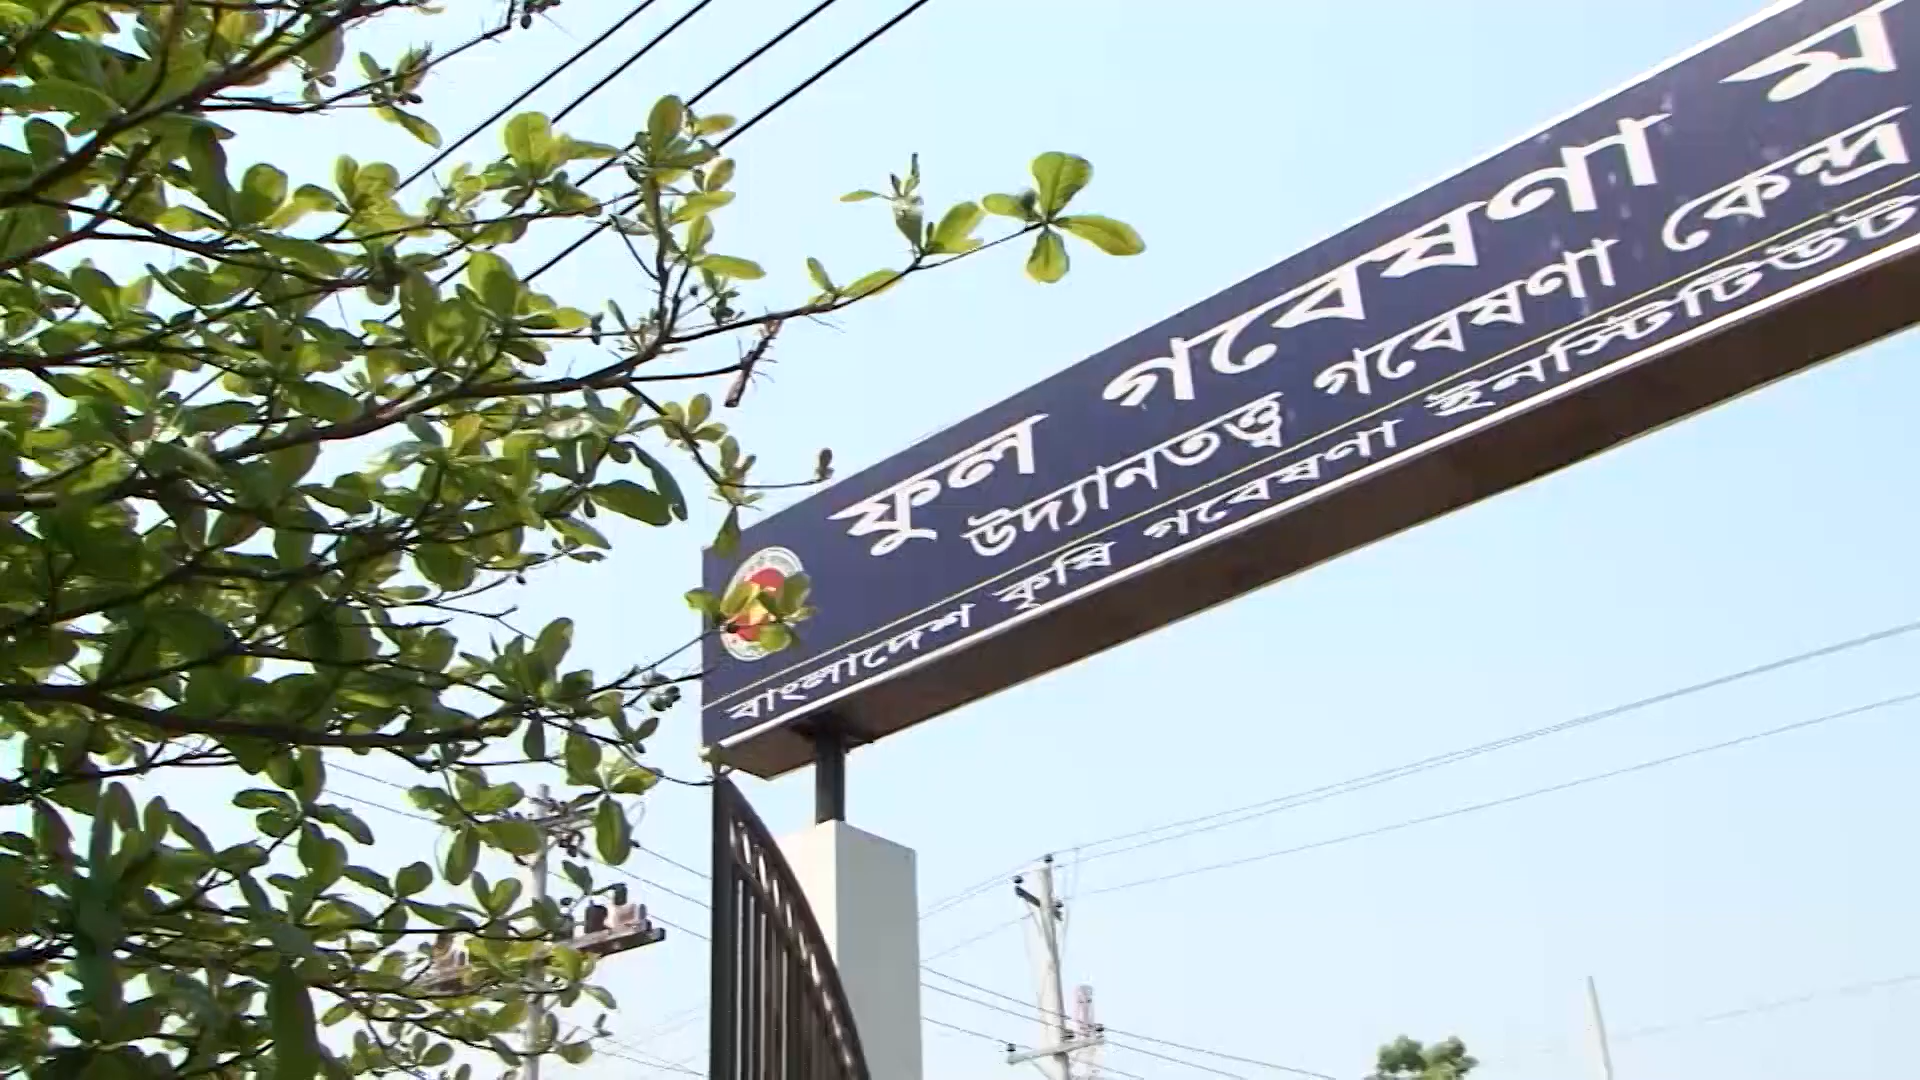 ফুল গবেষণা ম
উদ্যানতত্ত্ব গবেষণা কেন্দ্র
বাংলাদেশ কৃষি গবেষণা ইনস্টিটিউট